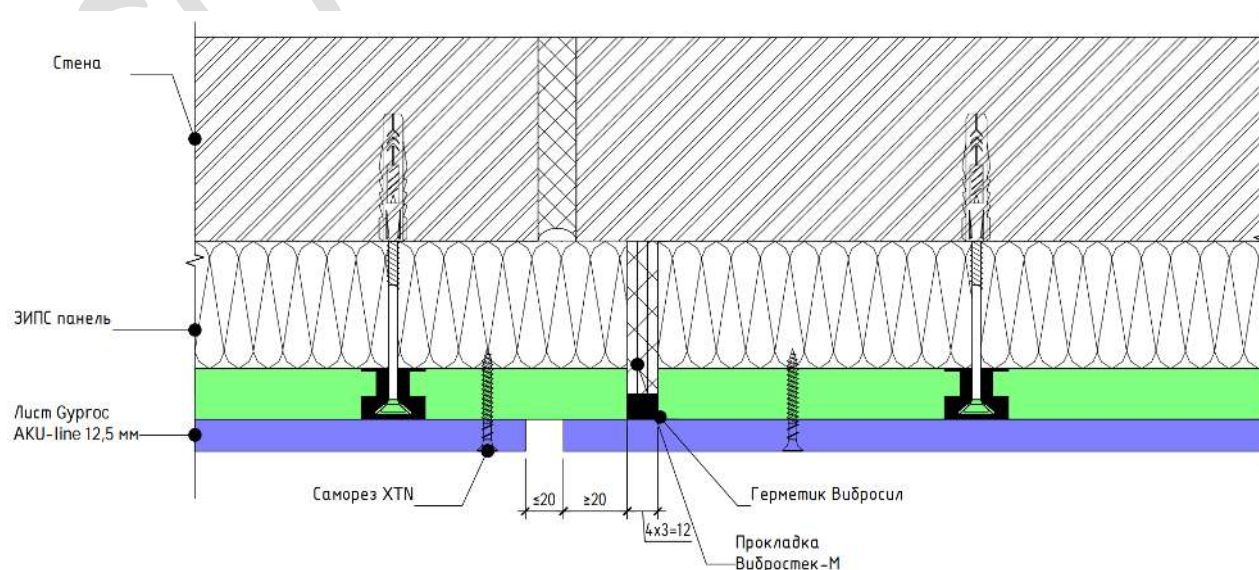 Стена
ЗИПС панель
Лист Gyproc
AKU-line 12,5 мм
Саморез XTN
≤20
≥20
4x3=12
Герметик Вибросил
Прокладка
Вибростек-М